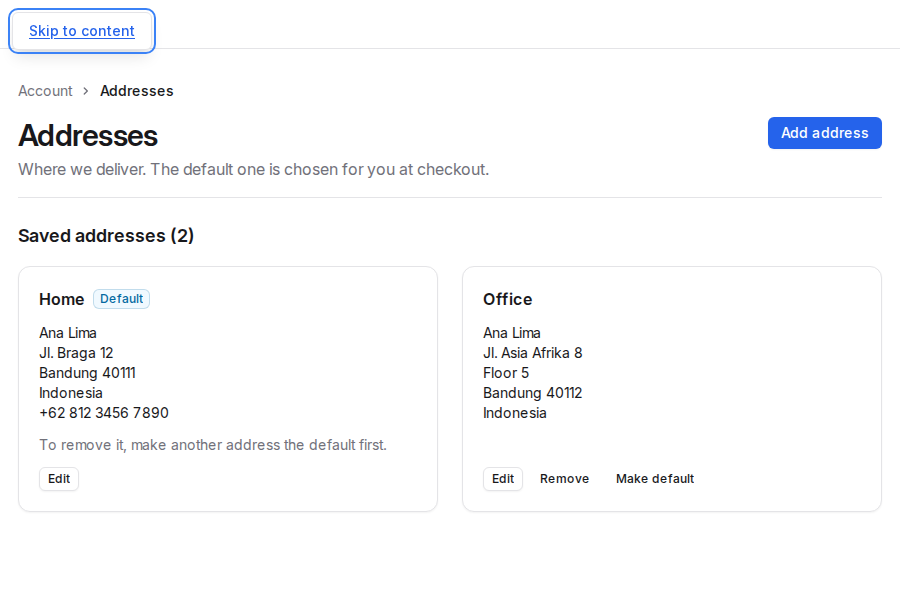 Skip to content
Account > Addresses
Addresses
Add address
Where we deliver. The default one is chosen for you at checkout.
Saved addresses (2)
Home Default
Ana Lima
Jl. Braga 12
Bandung 40111
Indonesia
+62 812 3456 7890
To remove it, make another address the default first.
Edit
Office
Ana Lima
Jl. Asia Afrika 8
Floor 5
Bandung 40112
Indonesia
Edit Remove Make default